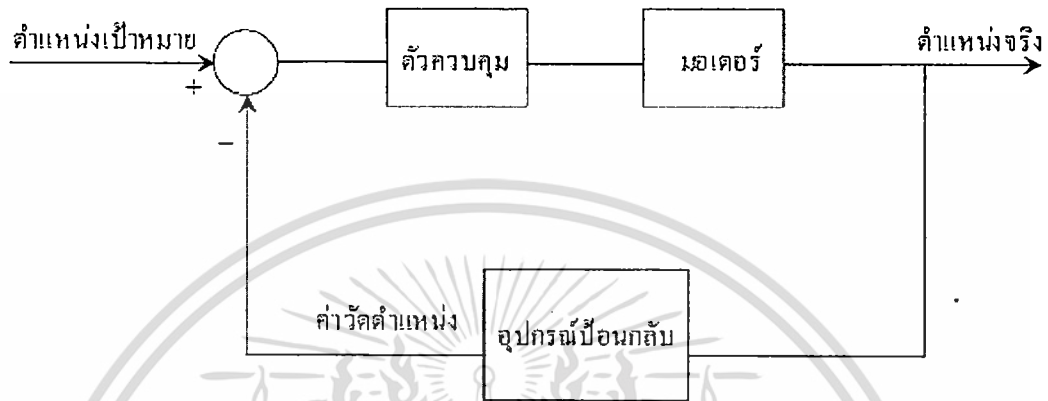 ตำแหน่งเป้าหมาย
+
−
ตัวควบคุม
มอเตอร์
ตำแหน่งจริง
ค่าวัดตำแหน่ง
อุปกรณ์ป้อนกลับ